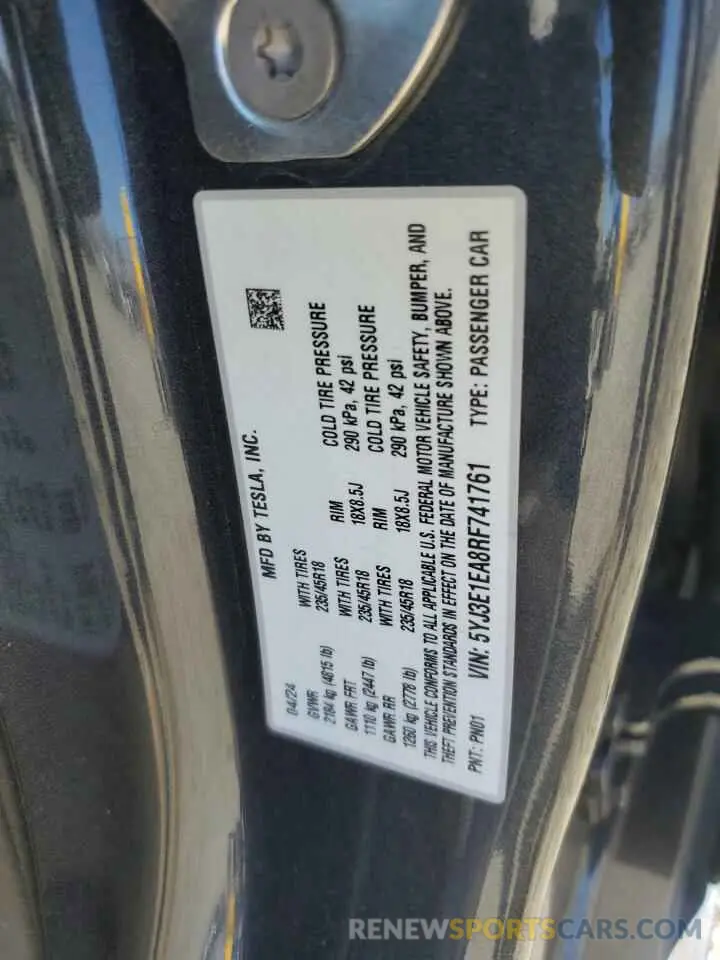 MFD BY TESLA, INC.
04/24
GVWR
2184 kg (4815 lb)
WITH TIRES
235/45R18
RIM
18X8.5J
COLD TIRE PRESSURE
290 kPa, 42 psi
GAWR FRT
1110 kg (2447 lb)
WITH TIRES
235/45R18
RIM
18X8.5J
COLD TIRE PRESSURE
290 kPa, 42 psi
GAWR RR
1260 kg (2778 lb)
WITH TIRES
235/45R18
THIS VEHICLE CONFORMS TO ALL APPLICABLE U.S. FEDERAL MOTOR VEHICLE SAFETY, BUMPER, AND
THEFT PREVENTION STANDARDS IN EFFECT ON THE DATE OF MANUFACTURE SHOWN ABOVE.
PNT: PN01 VIN: 5YJ3E1EA8RF741761 TYPE: PASSENGER CAR
RENEWSPORTSCARS.COM